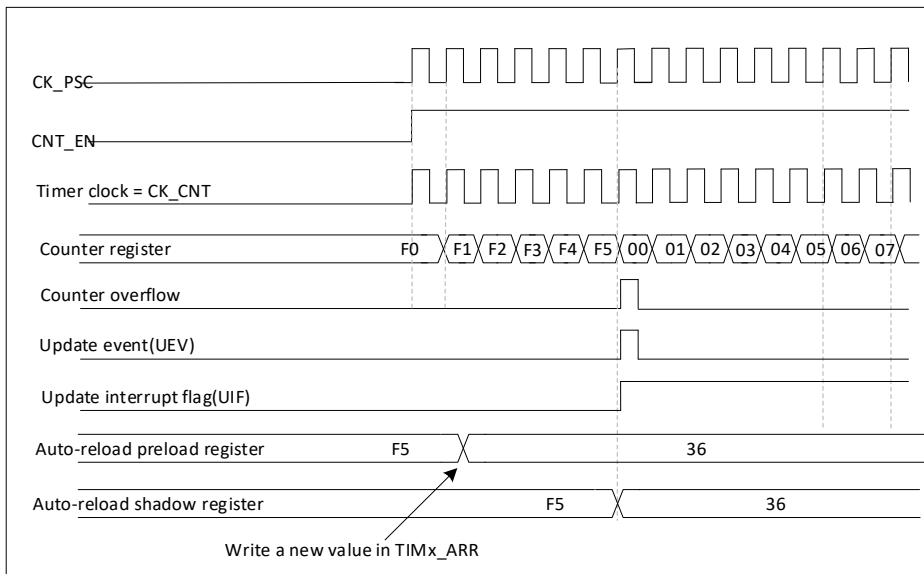 CK_PSC
CNT_EN
Timer clock = CK_CNT
Counter register F0 F1 F2 F3 F4 F5 00 01 02 03 04 05 06 07
Counter overflow
Update event(UEV)
Update interrupt flag(UIF)
Auto-reload preload register F5 36
Auto-reload shadow register F5 36
Write a new value in TIMx_ARR